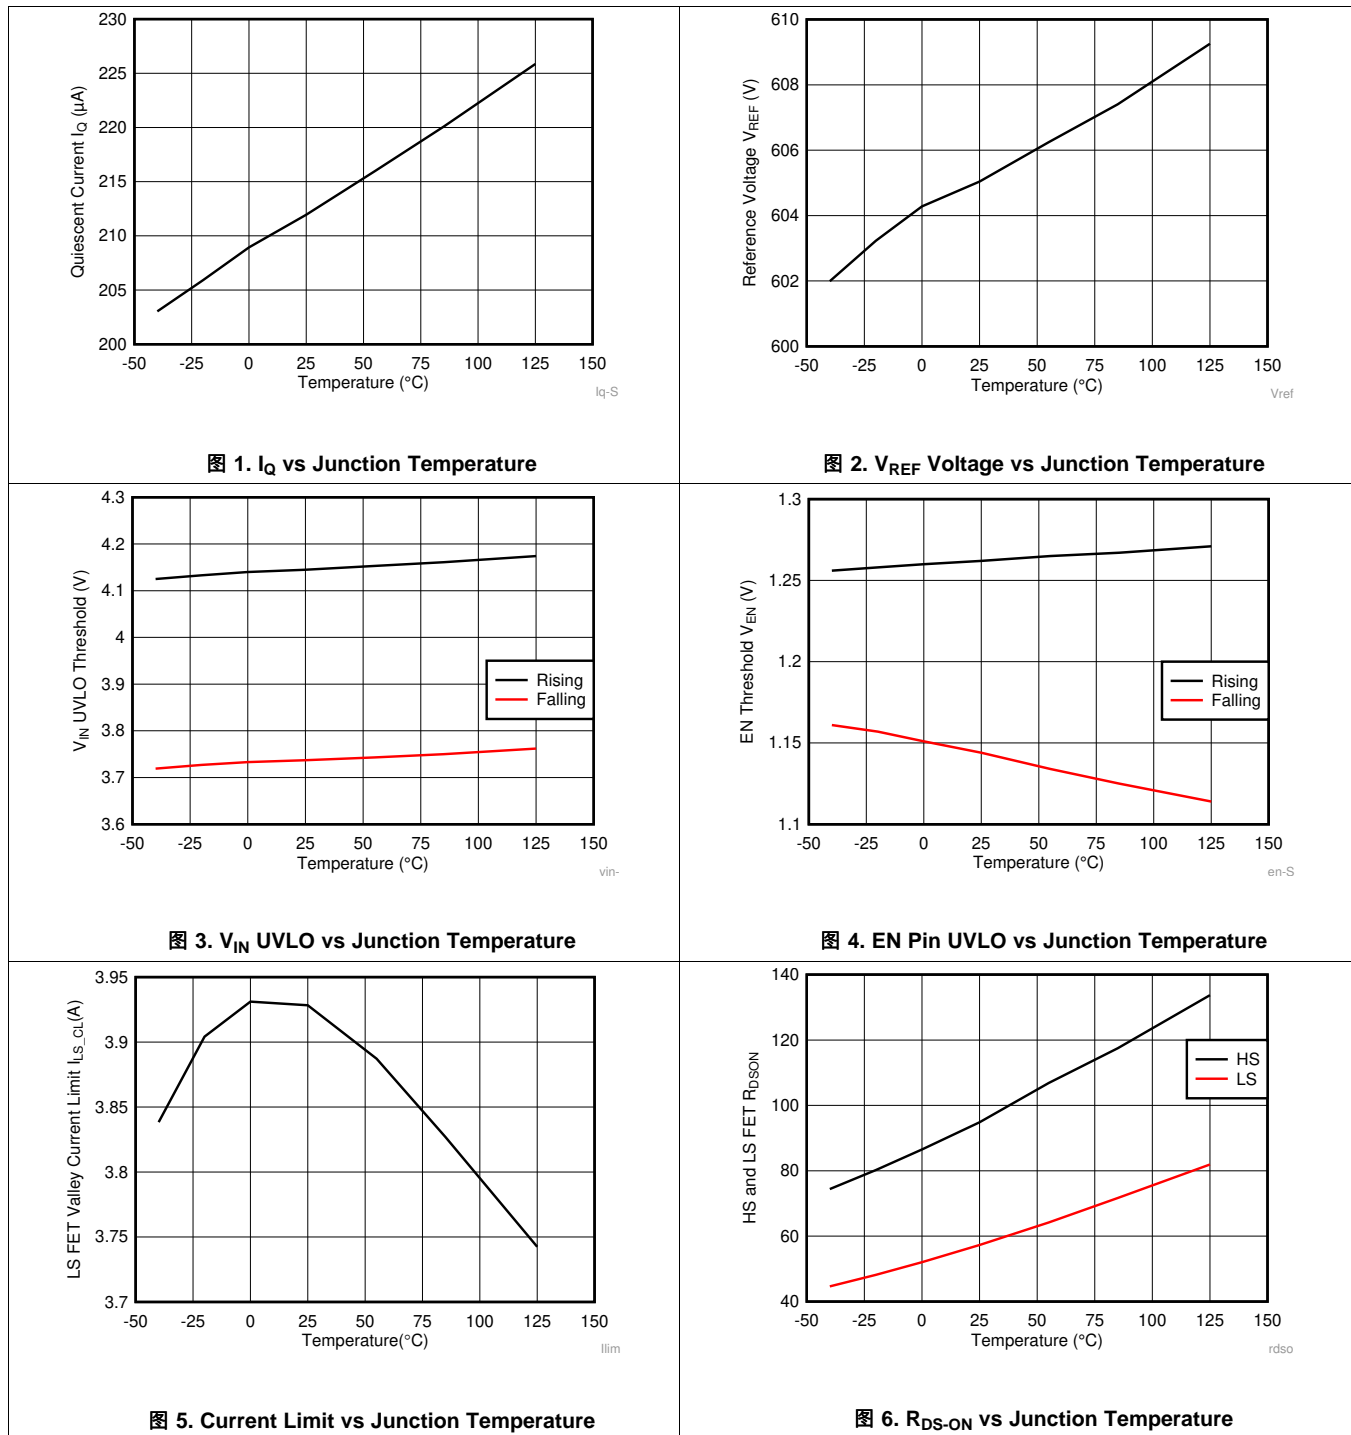 230
225
220
215
210
205
200
Quiescent Current IQ (µA)
-50 -25 0 25 50 75 100 125 150
Temperature (°C)
Iq-S
图 1. IQ vs Junction Temperature
610
608
606
604
602
600
Reference Voltage VREF (V)
-50 -25 0 25 50 75 100 125 150
Temperature (°C)
Vref
图 2. VREF Voltage vs Junction Temperature
4.3
4.2
4.1
4
3.9
3.8
3.7
3.6
VIN UVLO Threshold (V)
Rising
Falling
-50 -25 0 25 50 75 100 125 150
Temperature (°C)
vin-
图 3. VIN UVLO vs Junction Temperature
1.3
1.25
1.2
1.15
1.1
EN Threshold VEN (V)
Rising
Falling
-50 -25 0 25 50 75 100 125 150
Temperature (°C)
en-S
图 4. EN Pin UVLO vs Junction Temperature
3.95
3.9
3.85
3.8
3.75
3.7
LS FET Valley Current Limit ILS_CL(A)
-50 -25 0 25 50 75 100 125 150
Temperature(°C)
Ilim
图 5. Current Limit vs Junction Temperature
140
120
100
80
60
40
HS and LS FET RDSON
HS
LS
-50 -25 0 25 50 75 100 125 150
Temperature (°C)
rdso
图 6. RDS-ON vs Junction Temperature